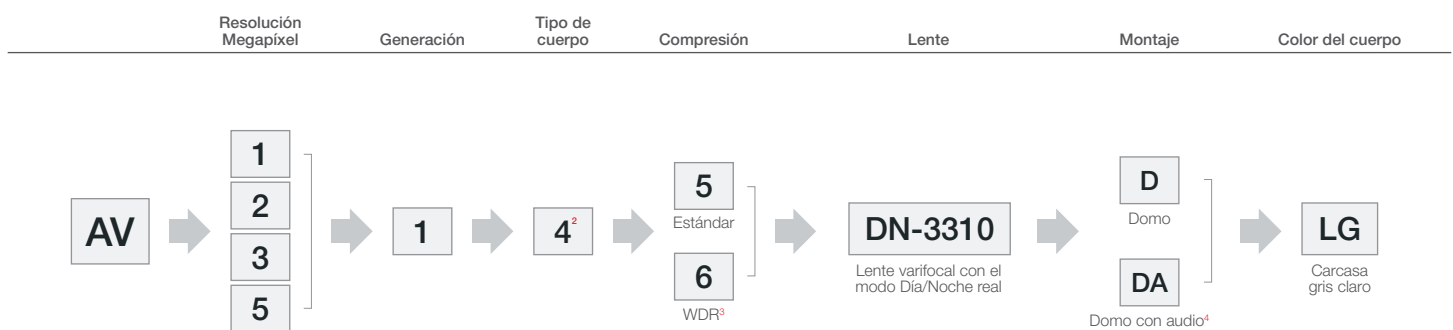 Resolución
Megapíxel
Generación
Tipo de
cuerpo
Compresión
Lente
Montaje
Color del cuerpo
AV
1
2
3
5
1
4²
5
Estándar
6
WDR³
DN-3310
Lente varifocal con el
modo Día/Noche real
D
Domo
DA
Domo con audio⁴
LG
Carcasa
gris claro